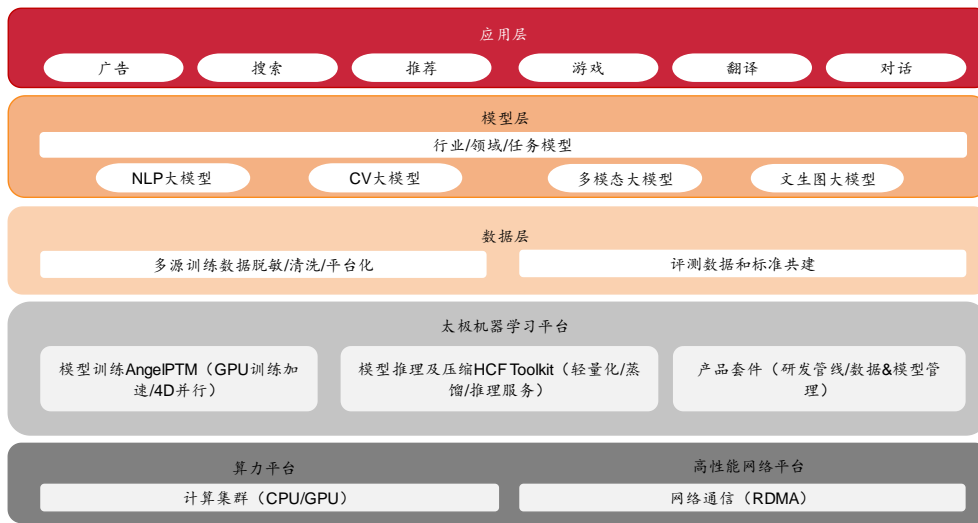 应用层
广告 搜索 推荐 游戏 翻译 对话
模型层
行业/领域/任务模型
NLP大模型 CV大模型 多模态大模型 文生图大模型
数据层
多源训练数据脱敏/清洗/平台化 评测数据和标准共建
太极机器学习平台
模型训练AngelPTM（GPU训练加
速/4D并行）
模型推理及压缩HCF Toolkit（轻量化/蒸
馏/推理服务）
产品套件（研发管线/数据&模型管
理）
算力平台 高性能网络平台
计算集群（CPU/GPU） 网络通信（RDMA）